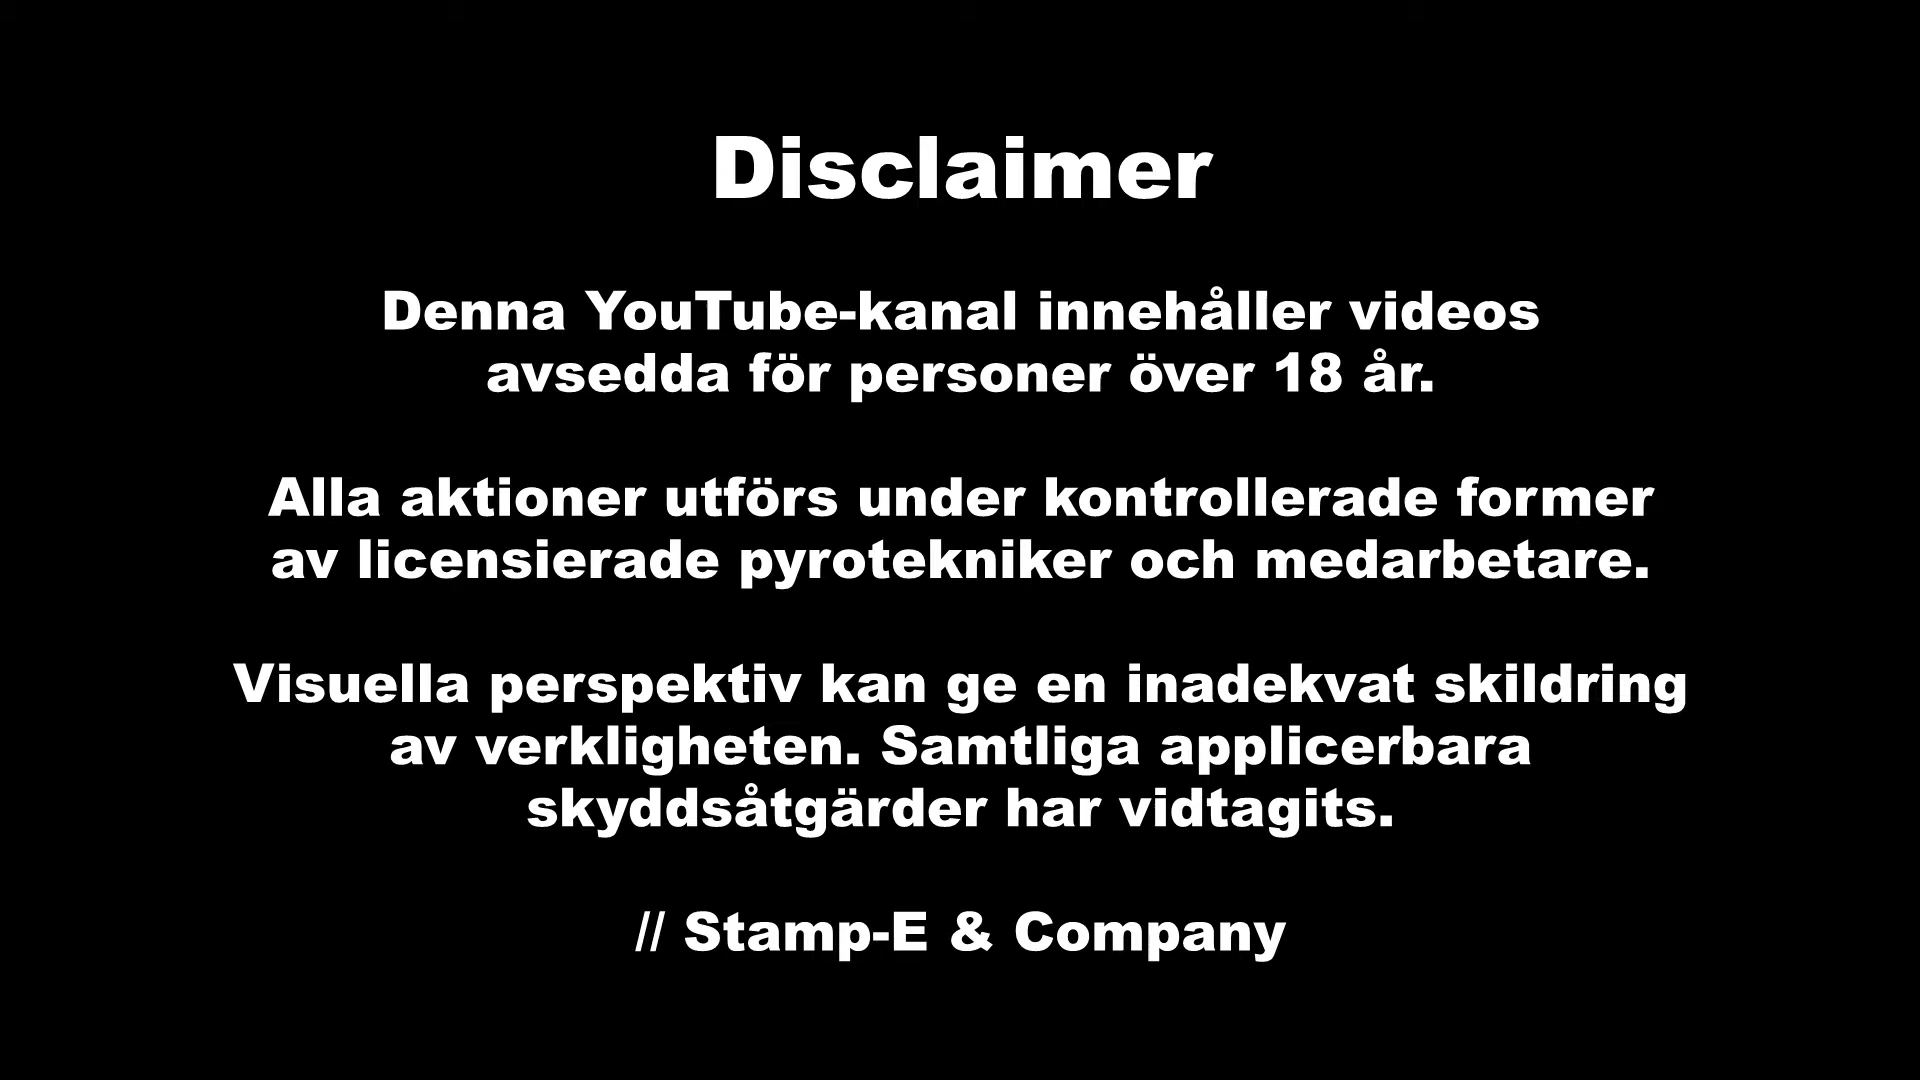 Disclaimer
Denna YouTube-kanal innehåller videos
avsedda för personer över 18 år.
Alla aktioner utförs under kontrollerade former
av licensierade pyrotekniker och medarbetare.
Visuella perspektiv kan ge en inadekvat skildring
av verkligheten. Samtliga applicerbara
skyddsåtgärder har vidtagits.
// Stamp-E & Company